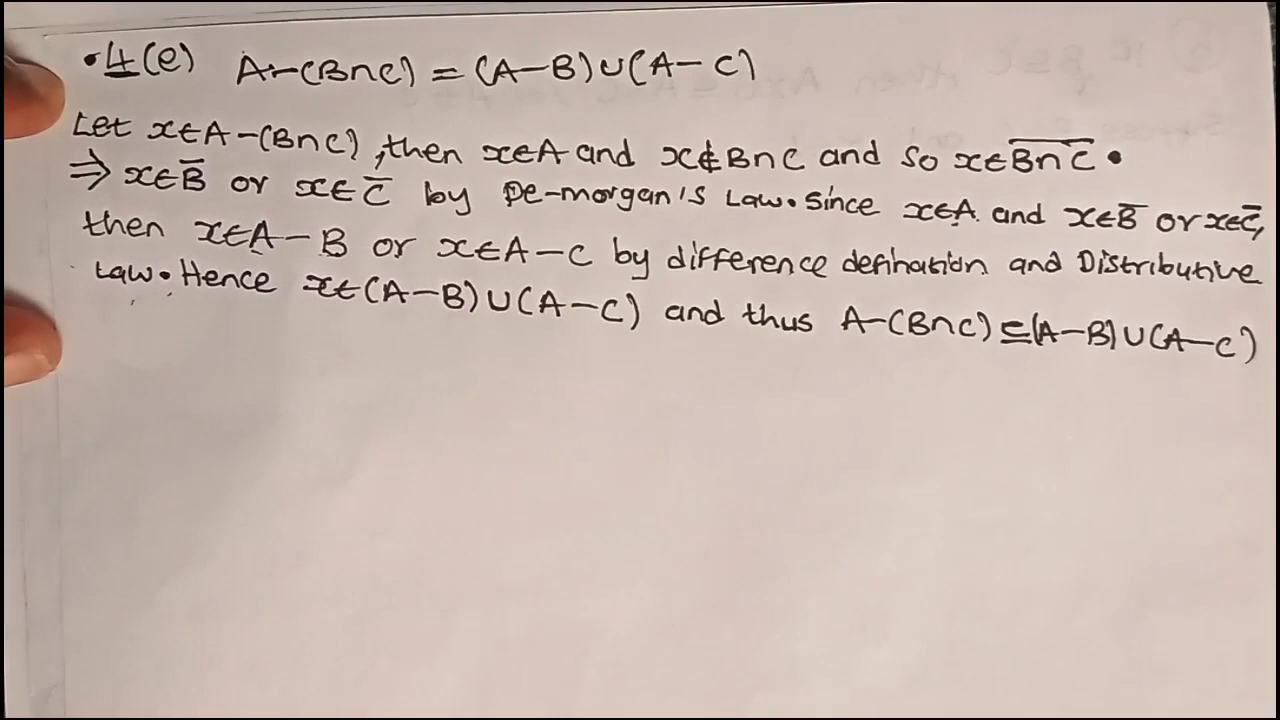 •4(e) A-(B∩C) = (A-B)∪(A-C)
Let x∈A-(B∩C), then x∈A and x∉B∩C and so x∈\overline{B∩C}.
⇒ x∈B̅ or x∈C̅ by De-morgan's Law. Since x∈A and x∈B̅ or x∈C̅,
then x∈A-B or x∈A-C by difference defination and Distributive
Law. Hence x∈(A-B)∪(A-C) and thus A-(B∩C)⊆(A-B)∪(A-C)